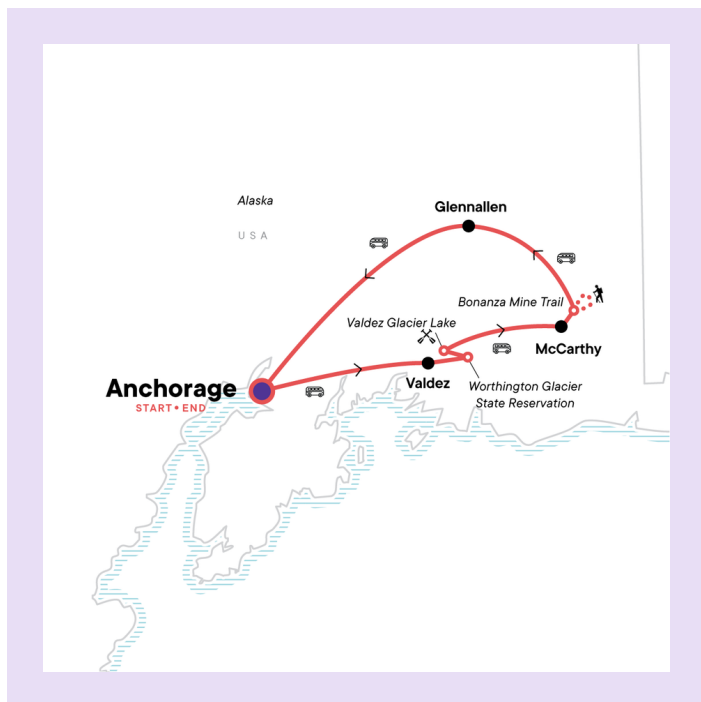 Alaska
USA
Glennallen
Bonanza Mine Trail
Valdez Glacier Lake
McCarthy
Anchorage
START • END
Valdez
Worthington Glacier
State Reservation